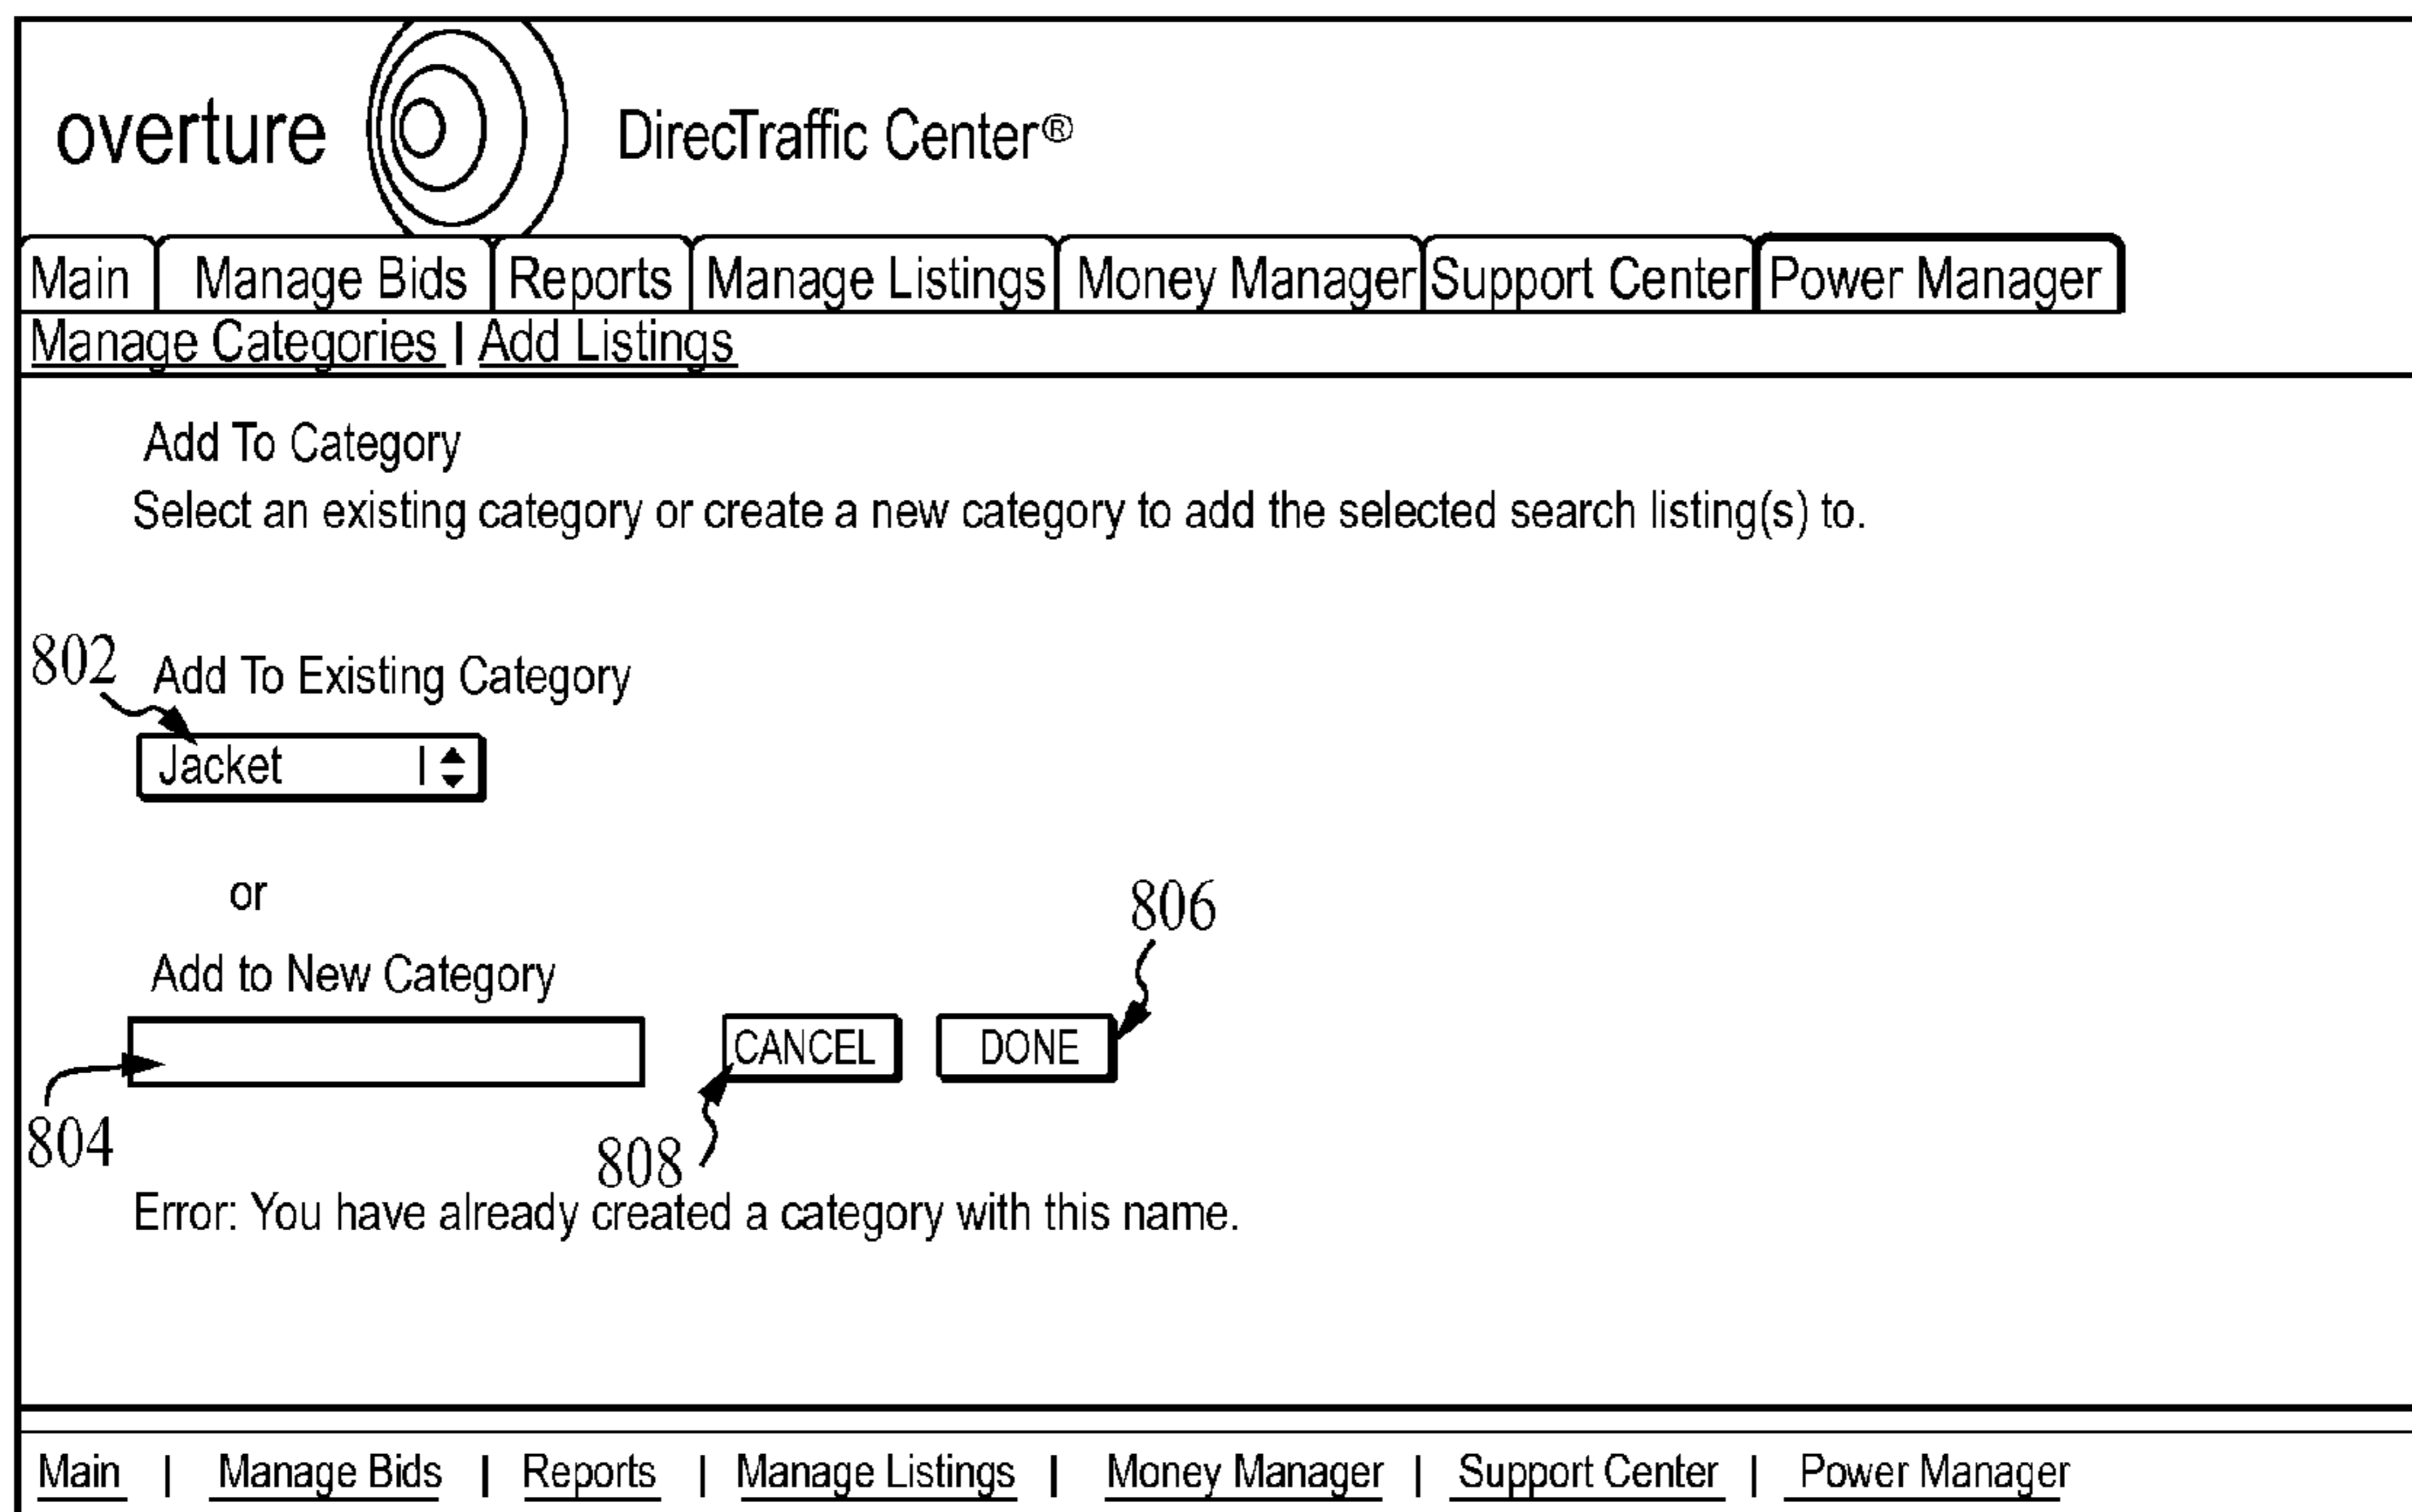 overture DirecTraffic Center®
Main Manage Bids Reports Manage Listings Money Manager Support Center Power Manager
Manage Categories | Add Listings
Add To Category
Select an existing category or create a new category to add the selected search listing(s) to.
802 Add To Existing Category
Jacket
or
806
Add to New Category
CANCEL DONE
804
808
Error: You have already created a category with this name.
Main | Manage Bids | Reports | Manage Listings | Money Manager | Support Center | Power Manager